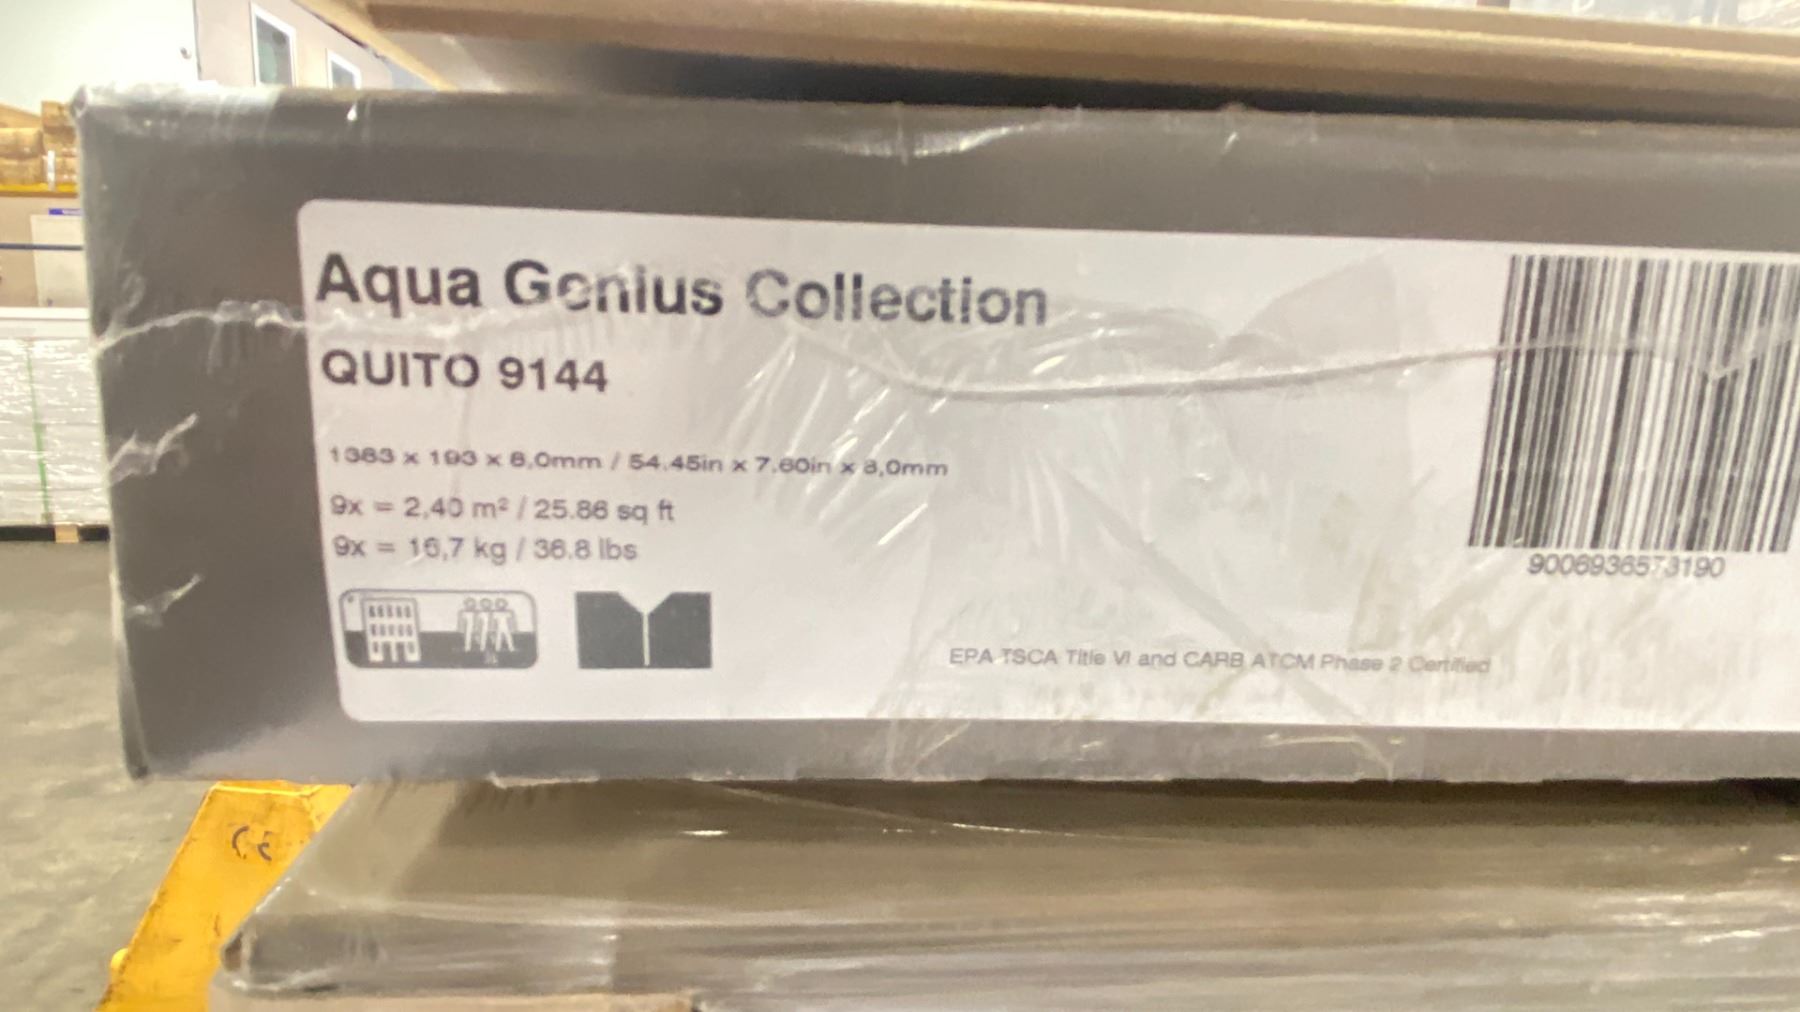 Aqua Genius Collection
QUITO 9144
1383 x 193 x 8,0mm / 54.45in x 7.60in x 8,0mm
9x = 2,40 m² / 25.86 sq ft
9x = 16,7 kg / 36.8 lbs
EPA TSCA Title VI and CARB ATCM Phase 2 Certified
CE